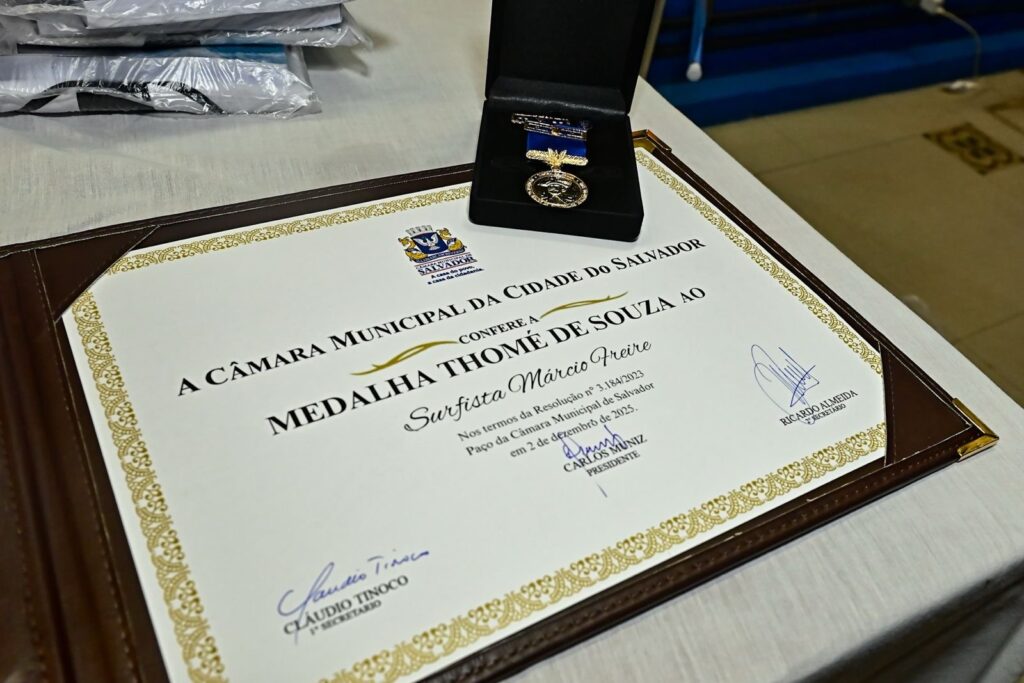 SALVADOR
A casa do povo,
a casa da cidadania.
A CÂMARA MUNICIPAL DA CIDADE DO SALVADOR
CONFERE A
MEDALHA THOMÉ DE SOUZA AO
Surfista Márcio Freire
Nos termos da Resolução nº 3.184/2023
Paço da Câmara Municipal de Salvador
em 2 de dezembro de 2025.
CARLOS MUNIZ
PRESIDENTE
RICARDO ALMEIDA
SECRETÁRIO
Claudio Tinoco
CLÁUDIO TINOCO
1º SECRETÁRIO